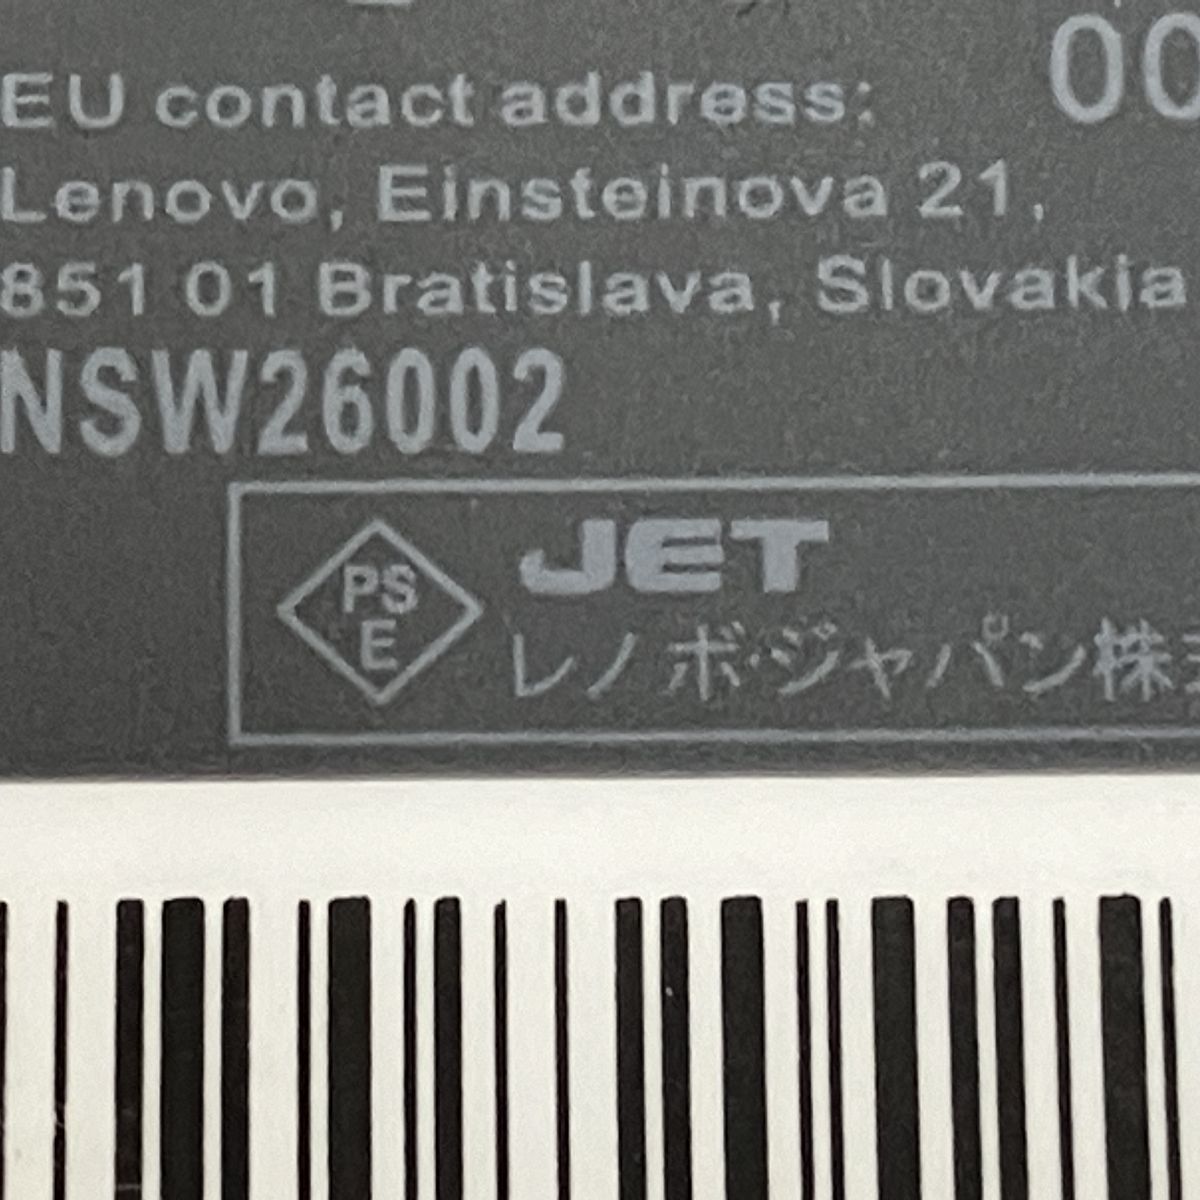 00
EU contact address:
Lenovo, Einsteinova 21,
851 01 Bratislava, Slovakia
NSW26002
PS
E
JET
レノボ・ジャパン株式